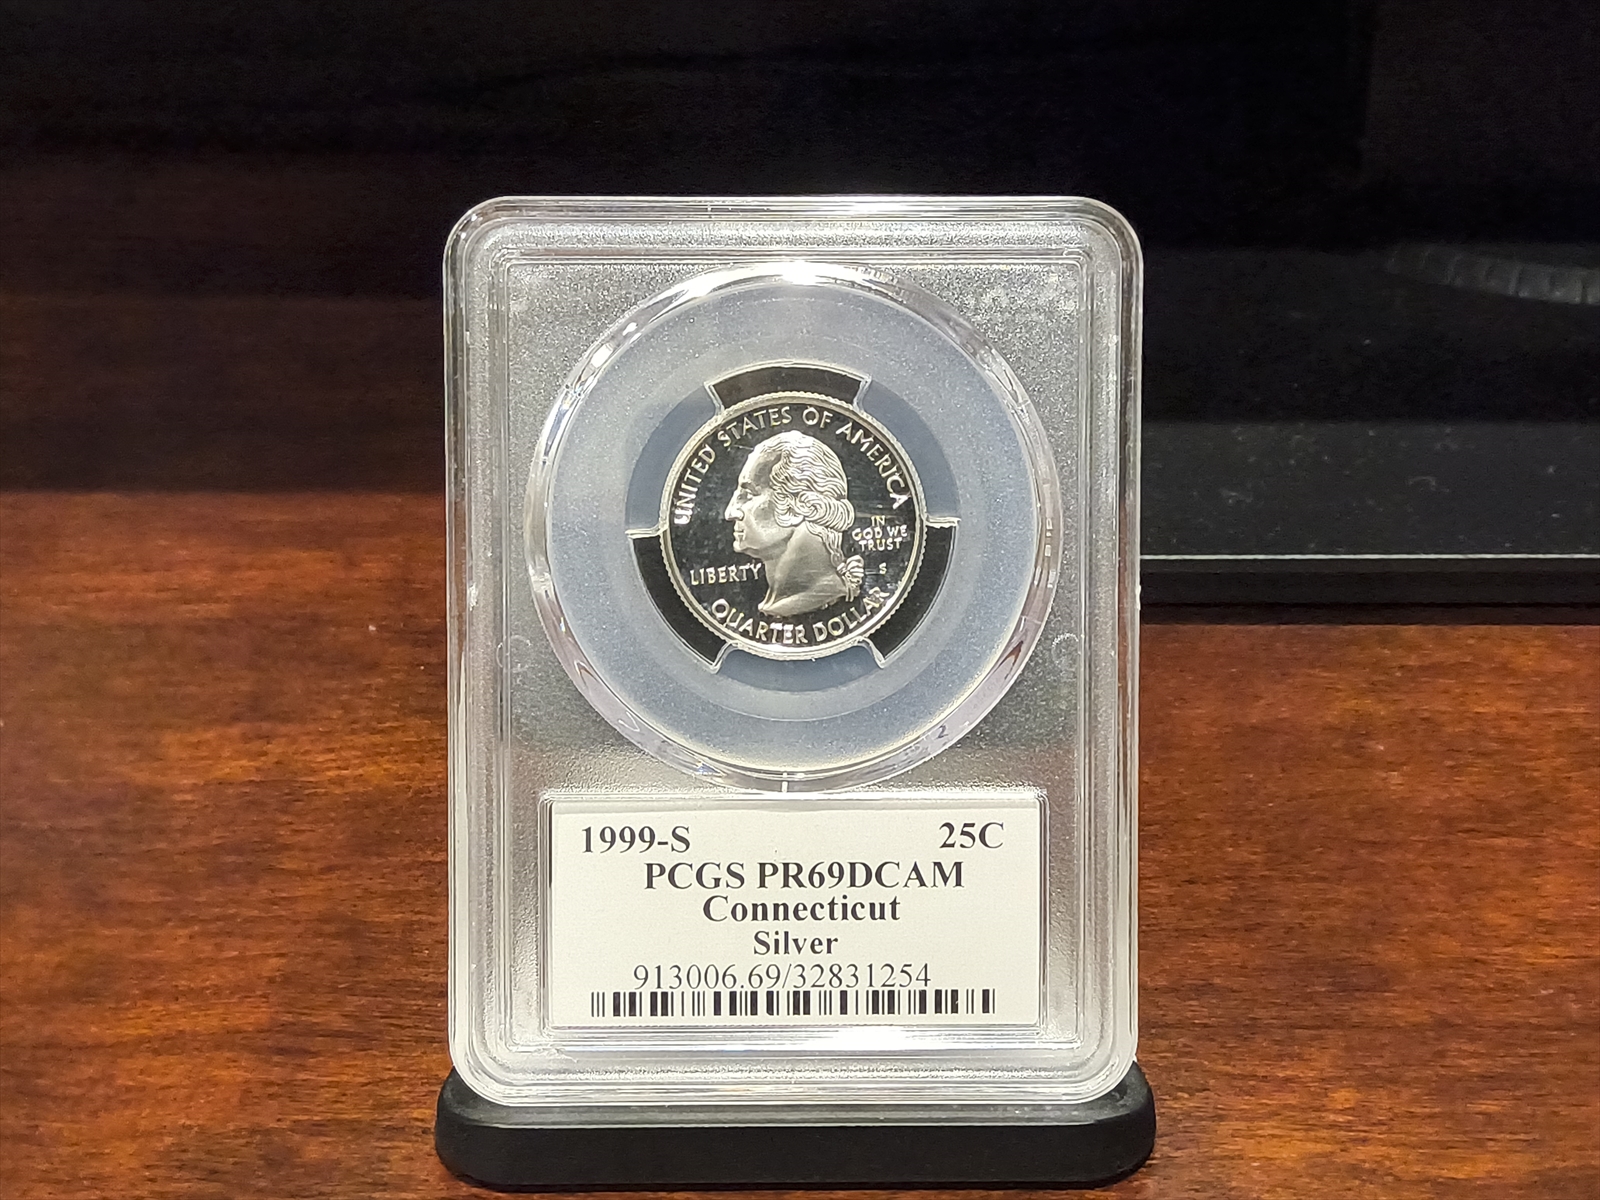 UNITED STATES OF AMERICA
IN
GOD WE
TRUST
LIBERTY
S
QUARTER DOLLAR
2
1999-S 25C
PCGS PR69DCAM
Connecticut
Silver
913006.69/32831254